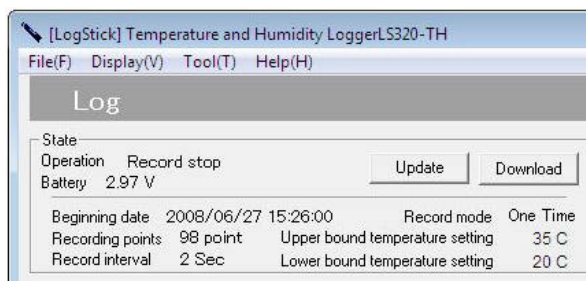 [LogStick] Temperature and Humidity LoggerLS320-TH
File(F) Display(V) Tool(T) Help(H)
Log
State
Operation Record stop
Battery 2.97 V
Update Download
Beginning date 2008/06/27 15:26:00 Record mode One Time
Recording points 98 point Upper bound temperature setting 35 C
Record interval 2 Sec Lower bound temperature setting 20 C